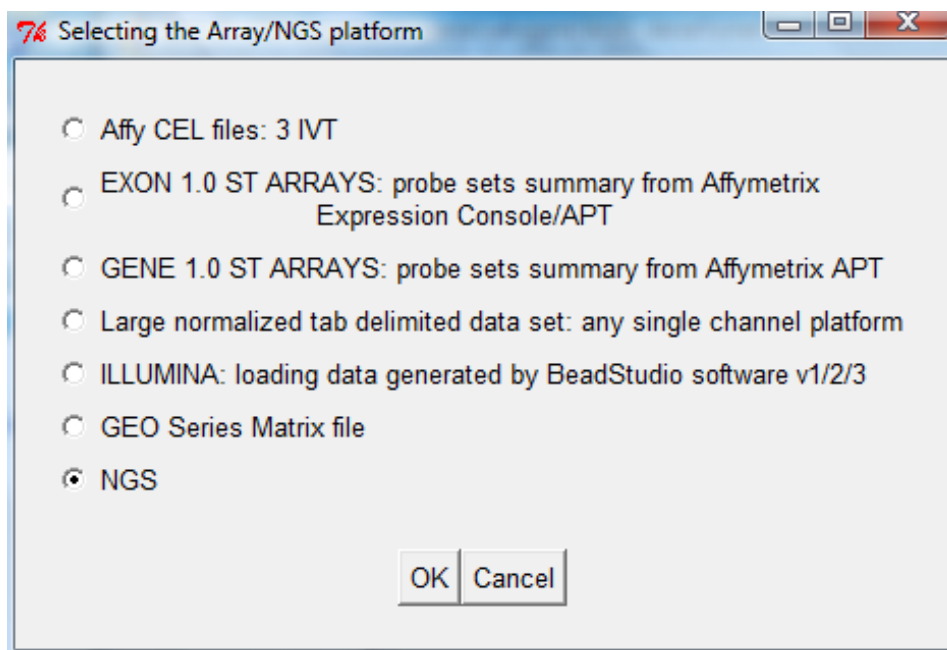 Selecting the Array/NGS platform
Affy CEL files: 3 IVT
EXON 1.0 ST ARRAYS: probe sets summary from Affymetrix
Expression Console/APT
GENE 1.0 ST ARRAYS: probe sets summary from Affymetrix APT
Large normalized tab delimited data set: any single channel platform
ILLUMINA: loading data generated by BeadStudio software v1/2/3
GEO Series Matrix file
NGS
OK Cancel